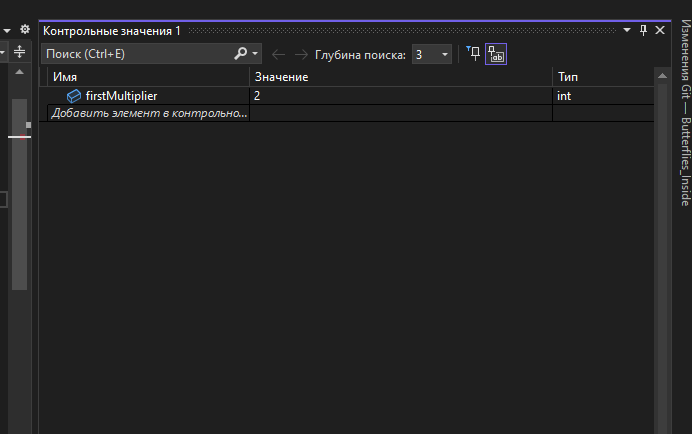 Контрольные значения 1
Поиск (Ctrl+E)
Глубина поиска: 3
ab
Имя Значение Тип
firstMultiplier 2 int
Добавить элемент в контрольно...
Изменения Git — Butterflies_Inside